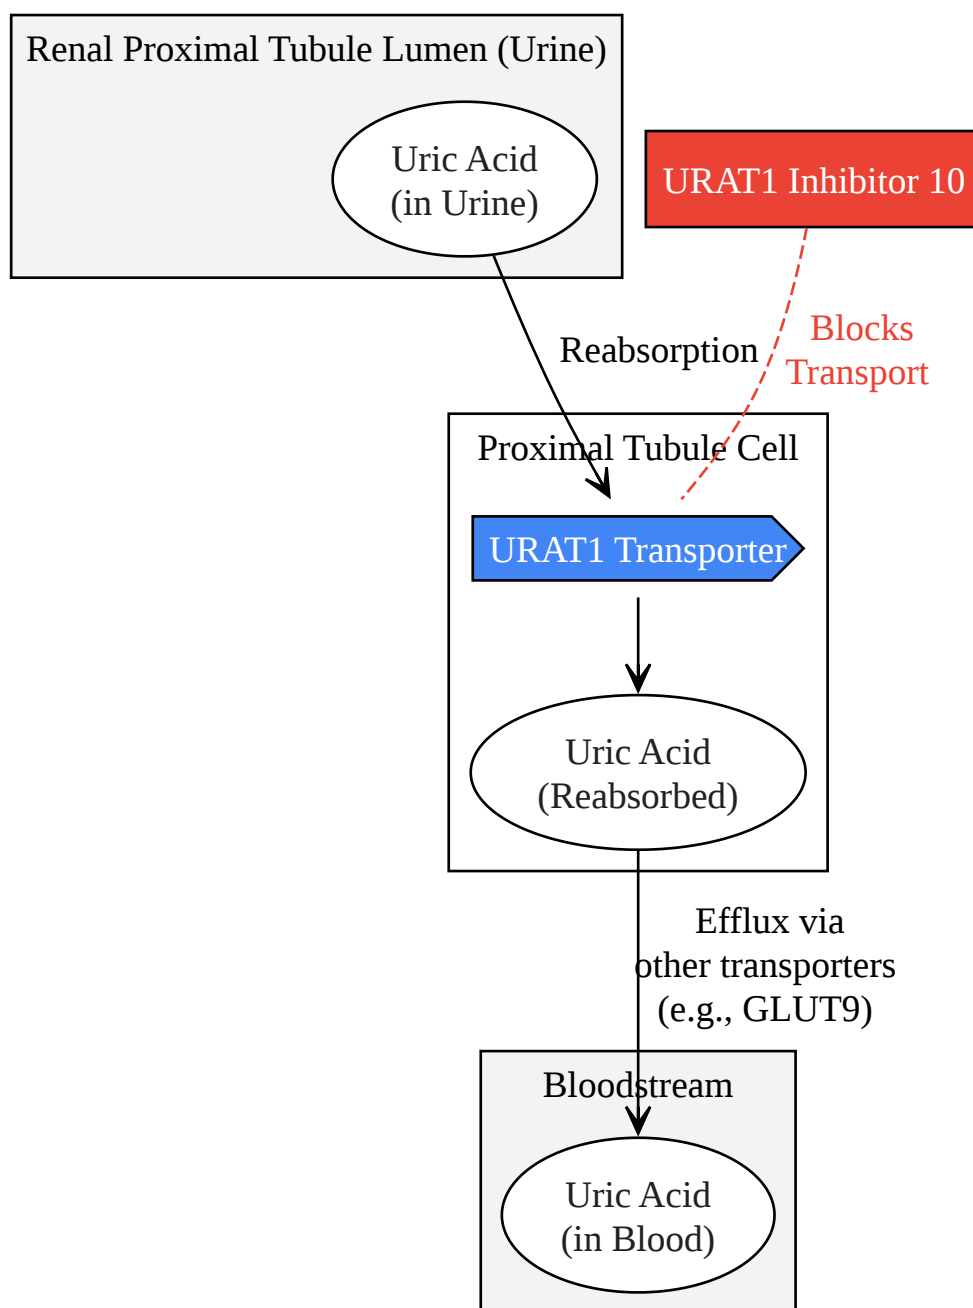 Renal Proximal Tubule Lumen (Urine)
Uric Acid
(in Urine)
URAT1 Inhibitor 10
Reabsorption
Blocks
Transport
Proximal Tubule Cell
URAT1 Transporter
Uric Acid
(Reabsorbed)
Efflux via
other transporters
(e.g., GLUT9)
Bloodstream
Uric Acid
(in Blood)